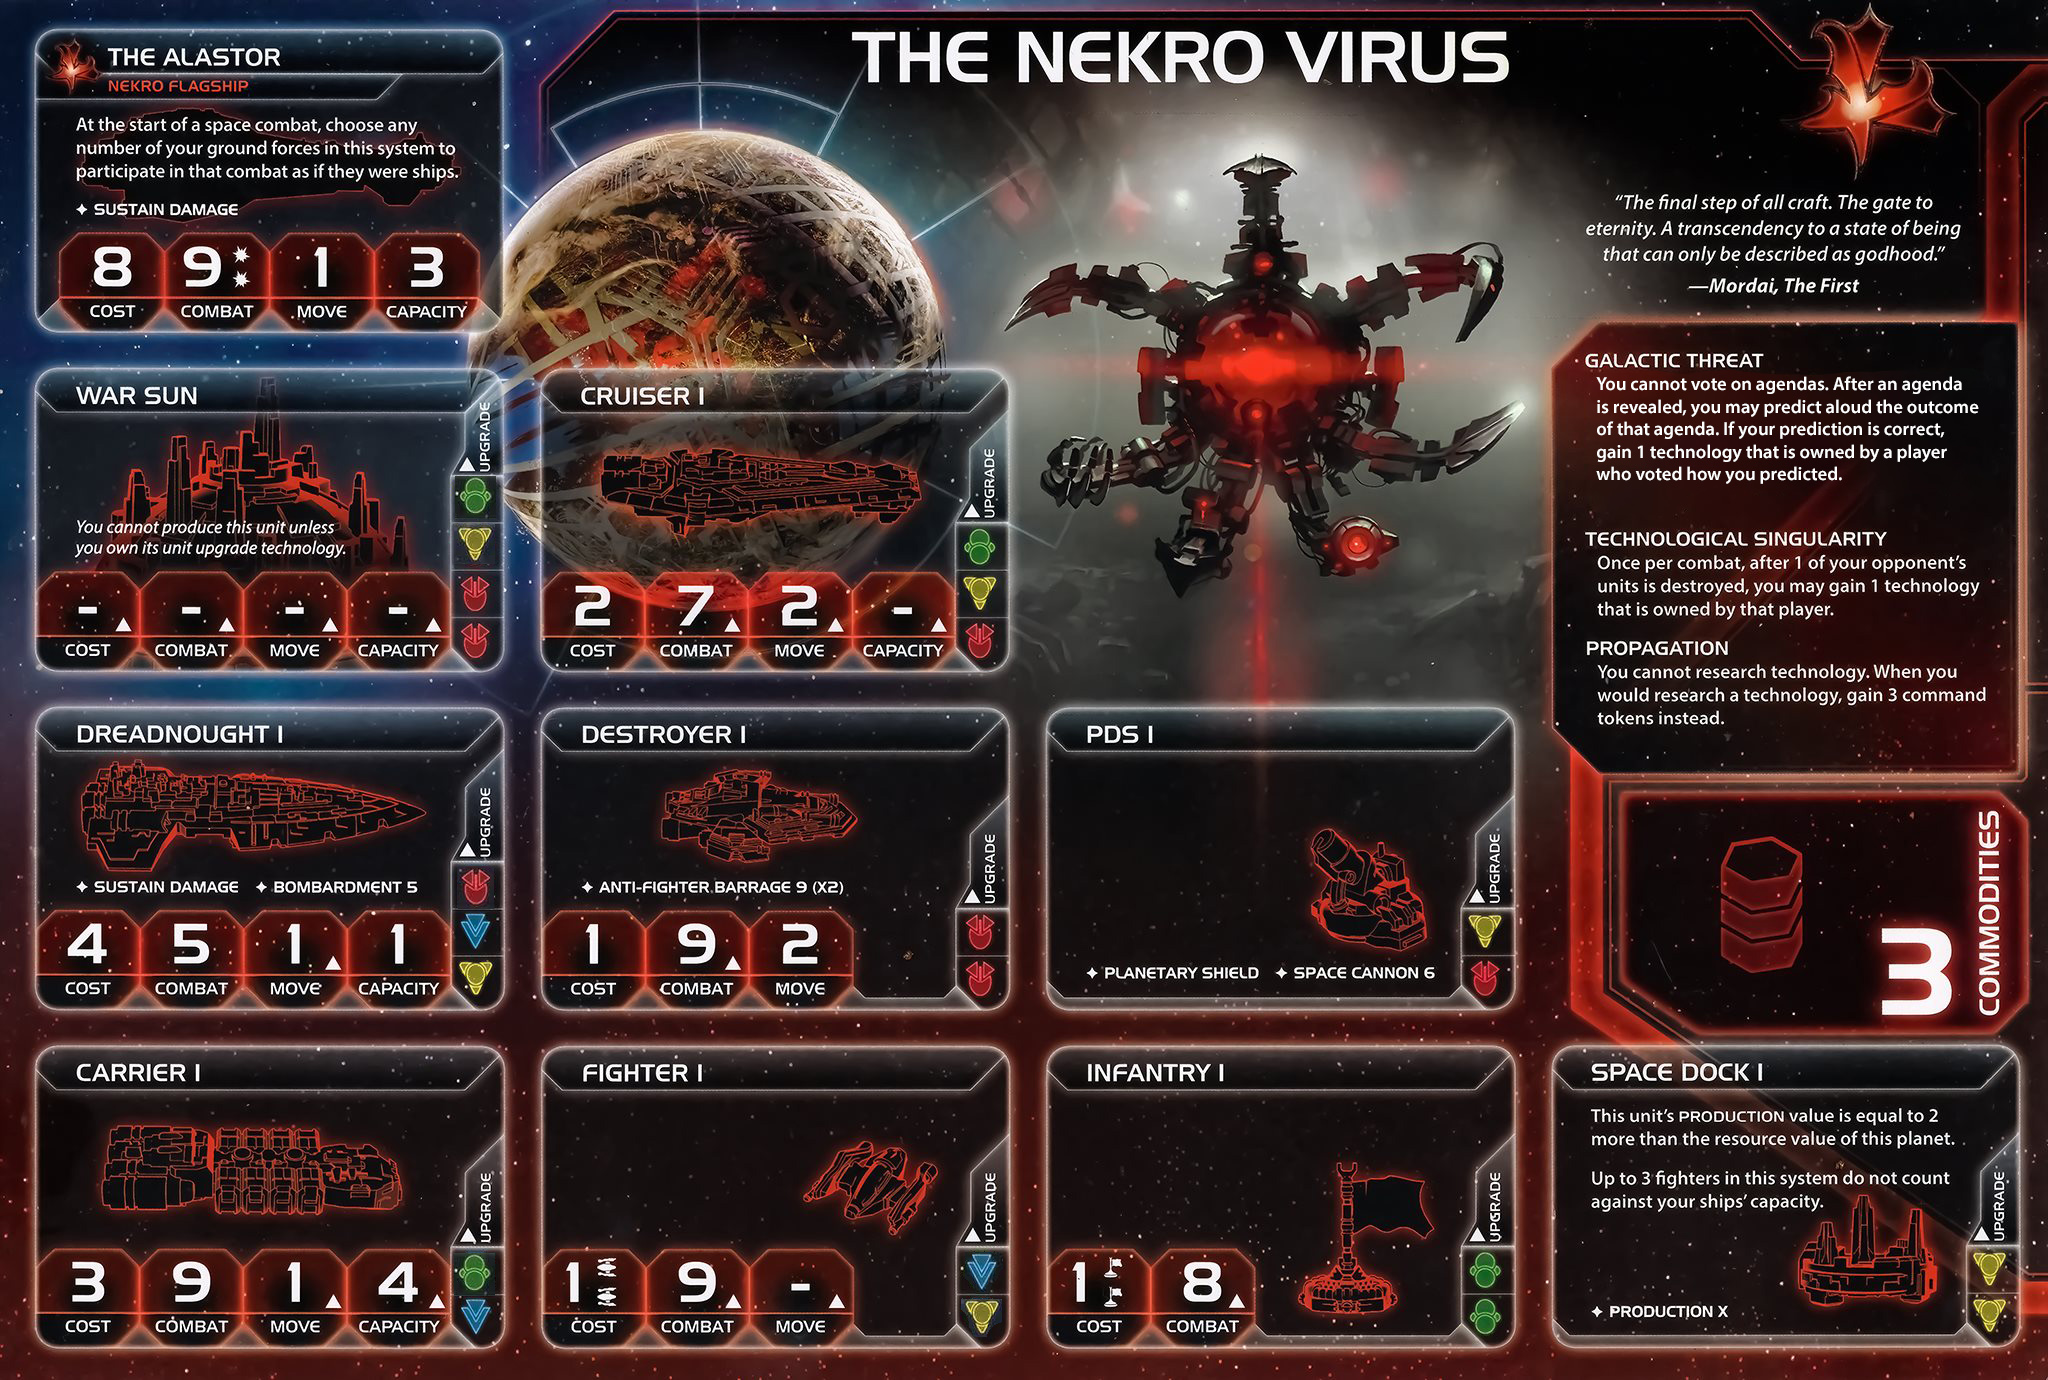 THE NEKRO VIRUS
THE ALASTOR
NEKRO FLAGSHIP
At the start of a space combat, choose any
number of your ground forces in this system to
participate in that combat as if they were ships.
✦ SUSTAIN DAMAGE
8 9 1 3
COST COMBAT MOVE CAPACITY
"The final step of all craft. The gate to
eternity. A transcendency to a state of being
that can only be described as godhood."
—Mordai, The First
WAR SUN
UPGRADE
You cannot produce this unit unless
you own its unit upgrade technology.
- - - -
COST COMBAT MOVE CAPACITY
CRUISER I
UPGRADE
2 7 2 -
COST COMBAT MOVE CAPACITY
GALACTIC THREAT
You cannot vote on agendas. After an agenda
is revealed, you may predict aloud the outcome
of that agenda. If your prediction is correct,
gain 1 technology that is owned by a player
who voted how you predicted.
TECHNOLOGICAL SINGULARITY
Once per combat, after 1 of your opponent's
units is destroyed, you may gain 1 technology
that is owned by that player.
PROPAGATION
You cannot research technology. When you
would research a technology, gain 3 command
tokens instead.
DREADNOUGHT I
UPGRADE
✦ SUSTAIN DAMAGE ✦ BOMBARDMENT 5
4 5 1 1
COST COMBAT MOVE CAPACITY
DESTROYER I
UPGRADE
✦ ANTI-FIGHTER BARRAGE 9 (X2)
1 9 2
COST COMBAT MOVE
PDS I
UPGRADE
✦ PLANETARY SHIELD ✦ SPACE CANNON 6
3
COMMODITIES
CARRIER I
UPGRADE
3 9 1 4
COST COMBAT MOVE CAPACITY
FIGHTER I
UPGRADE
1 9 -
COST COMBAT MOVE
INFANTRY I
UPGRADE
1 8
COST COMBAT
SPACE DOCK I
This unit's PRODUCTION value is equal to 2
more than the resource value of this planet.
Up to 3 fighters in this system do not count
against your ships' capacity.
UPGRADE
✦ PRODUCTION X